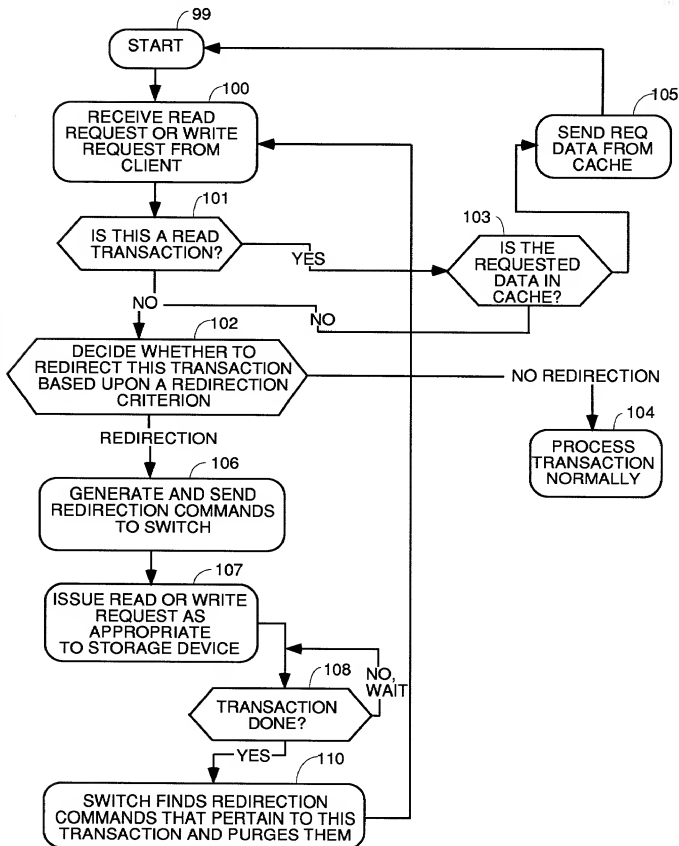 99
START
100
RECEIVE READ
REQUEST OR WRITE
REQUEST FROM
CLIENT
105
SEND REQ
DATA FROM
CACHE
101
IS THIS A READ
TRANSACTION?
YES
103
IS THE
REQUESTED
DATA IN
CACHE?
NO
NO
102
DECIDE WHETHER TO
REDIRECT THIS TRANSACTION
BASED UPON A REDIRECTION
CRITERION
NO REDIRECTION
104
PROCESS
TRANSACTION
NORMALLY
REDIRECTION
106
GENERATE AND SEND
REDIRECTION COMMANDS
TO SWITCH
107
ISSUE READ OR WRITE
REQUEST AS
APPROPRIATE
TO STORAGE DEVICE
108
NO,
WAIT
TRANSACTION
DONE?
YES
110
SWITCH FINDS REDIRECTION
COMMANDS THAT PERTAIN TO THIS
TRANSACTION AND PURGES THEM